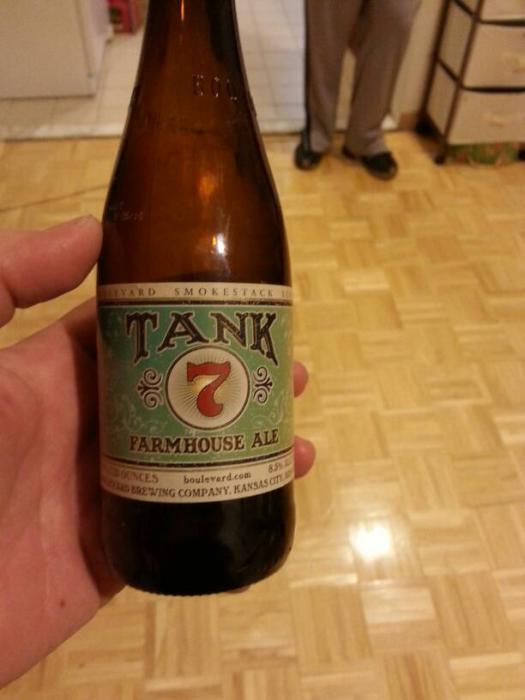 SMOKESTACK
TANK
7
FARMHOUSE ALE
OUNCES boulevard.com 8.5%
BREWING COMPANY, KANSAS CITY,